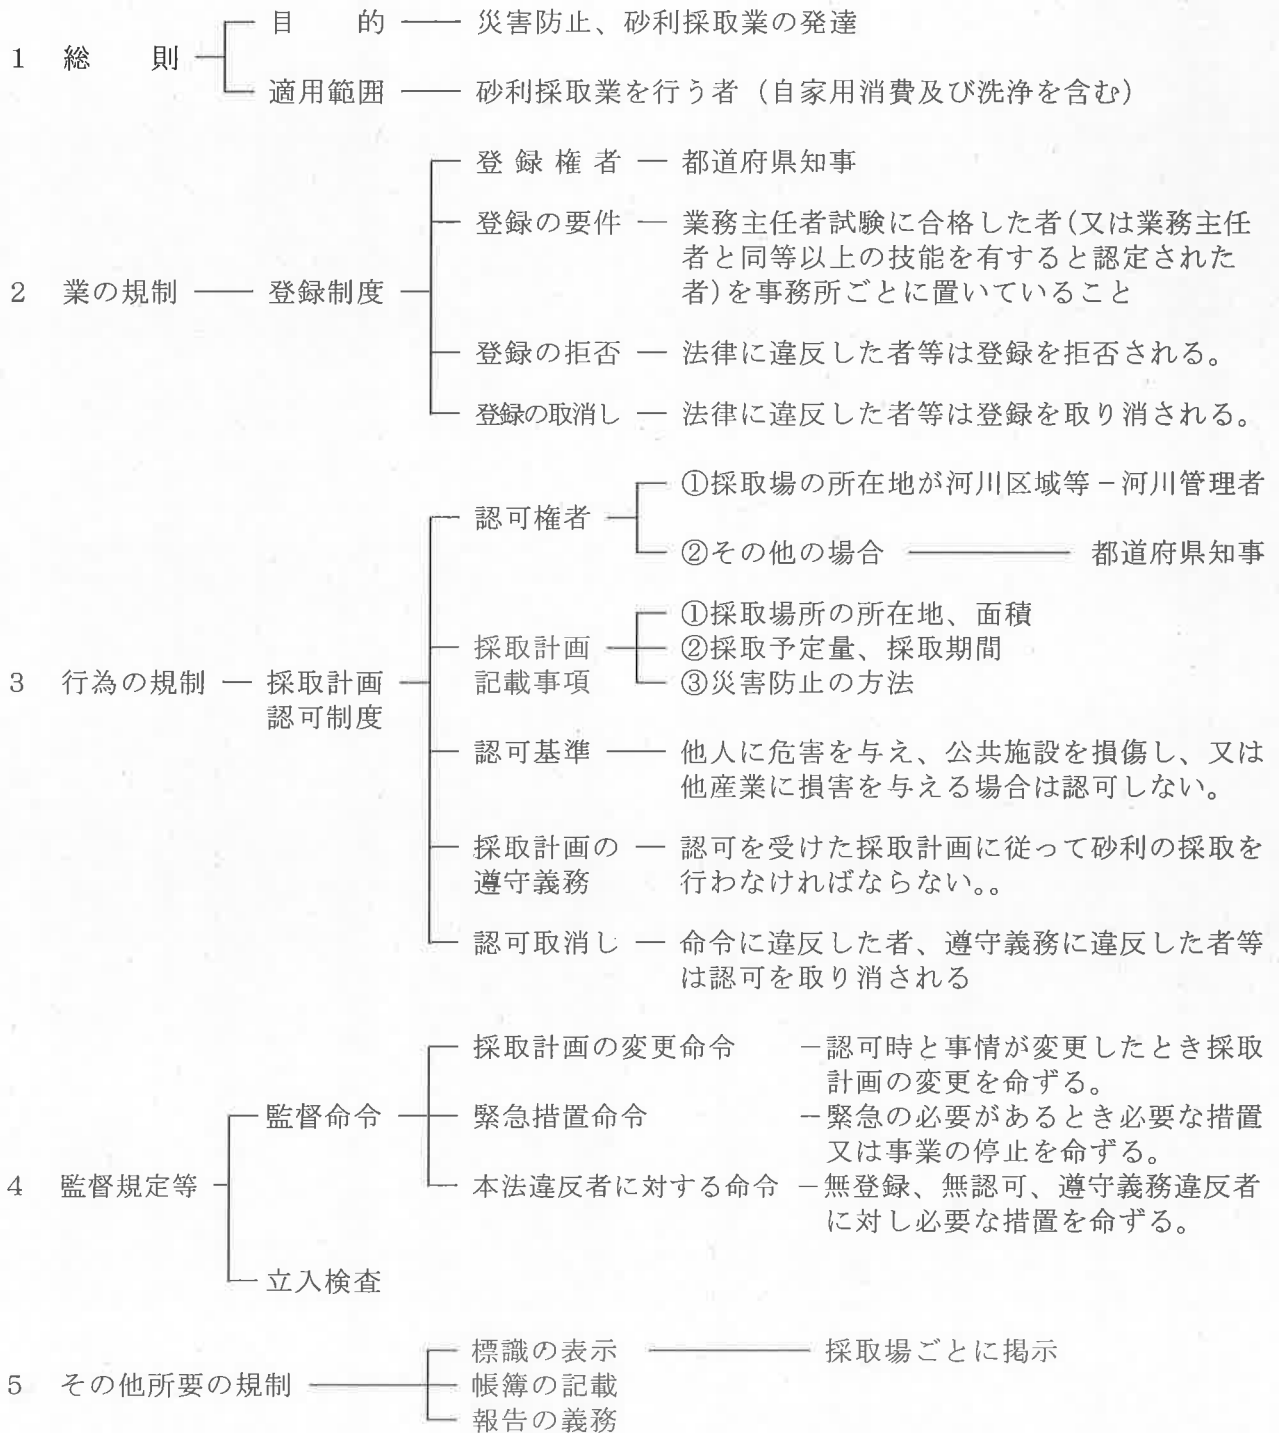 目 的 災害防止、砂利採取業の発達
1 総 則
適用範囲 砂利採取業を行う者（自家用消費及び洗浄を含む）
登録権者 都道府県知事
登録の要件 業務主任者試験に合格した者(又は業務主任
者と同等以上の技能を有すると認定された
2 業の規制 登録制度 者)を事務所ごとに置いていること
登録の拒否 法律に違反した者等は登録を拒否される。
登録の取消し 法律に違反した者等は登録を取り消される。
①採取場の所在地が河川区域等－河川管理者
認可権者
②その他の場合 都道府県知事
①採取場所の所在地、面積
採取計画 ②採取予定量、採取期間
3 行為の規制 採取計画 記載事項 ③災害防止の方法
認可制度
認可基準 他人に危害を与え、公共施設を損傷し、又は
他産業に損害を与える場合は認可しない。
採取計画の 認可を受けた採取計画に従って砂利の採取を
遵守義務 行わなければならない。。
認可取消し 命令に違反した者、遵守義務に違反した者等
は認可を取り消される
採取計画の変更命令 －認可時と事情が変更したとき採取
計画の変更を命ずる。
監督命令 緊急措置命令 －緊急の必要があるとき必要な措置
又は事業の停止を命ずる。
4 監督規定等 本法違反者に対する命令 －無登録、無認可、遵守義務違反者
に対し必要な措置を命ずる。
立入検査
標識の表示 採取場ごとに掲示
5 その他所要の規制 帳簿の記載
報告の義務